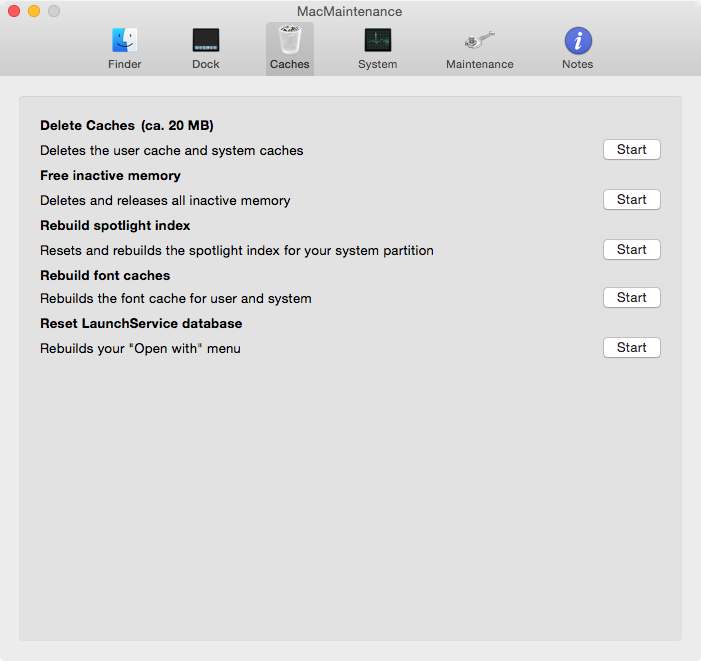 MacMaintenance
Finder Dock Caches System Maintenance Notes
Delete Caches (ca. 20 MB)
Deletes the user cache and system caches Start
Free inactive memory
Deletes and releases all inactive memory Start
Rebuild spotlight index
Resets and rebuilds the spotlight index for your system partition Start
Rebuild font caches
Rebuilds the font cache for user and system Start
Reset LaunchService database
Rebuilds your "Open with" menu Start